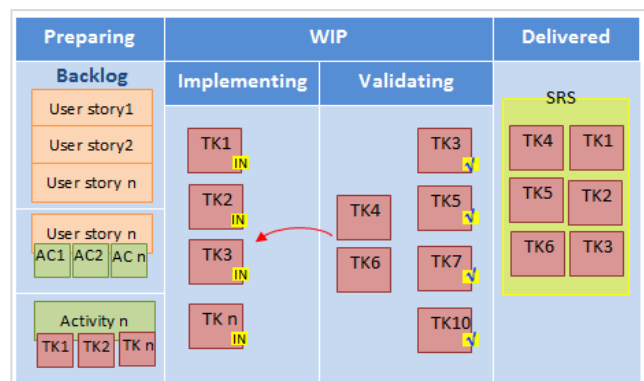 Preparing
WIP
Delivered
Backlog
Implementing
Validating
User story1
User story2
User story n
User story n
AC1 AC2 AC n
Activity n
TK1 TK2 TK n
TK1
IN
TK2
IN
TK3
IN
TK n
IN
TK4
TK6
TK3
√
TK5
√
TK7
√
TK10
√
SRS
TK4 TK1
TK5 TK2
TK6 TK3